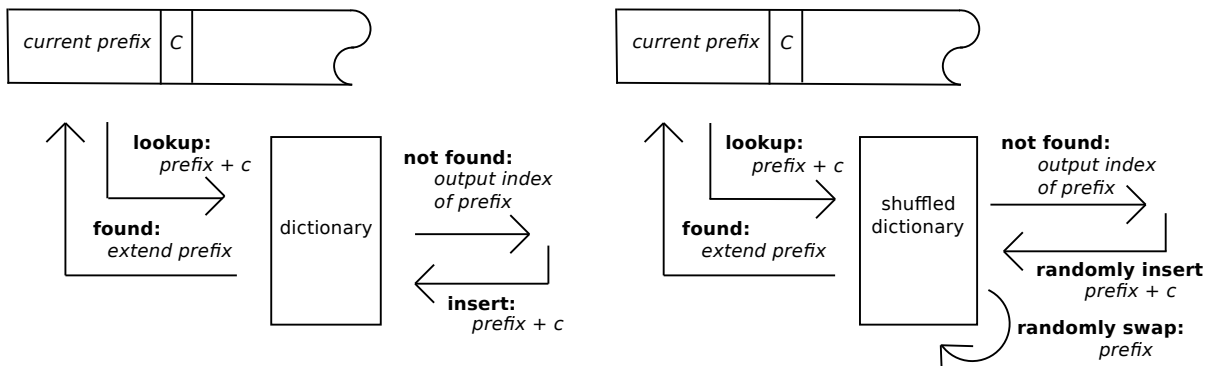 current prefix C
lookup:
prefix + c
found:
extend prefix
dictionary
not found:
output index
of prefix
insert:
prefix + c
current prefix C
lookup:
prefix + c
found:
extend prefix
shuffled
dictionary
not found:
output index
of prefix
randomly insert
prefix + c
randomly swap:
prefix